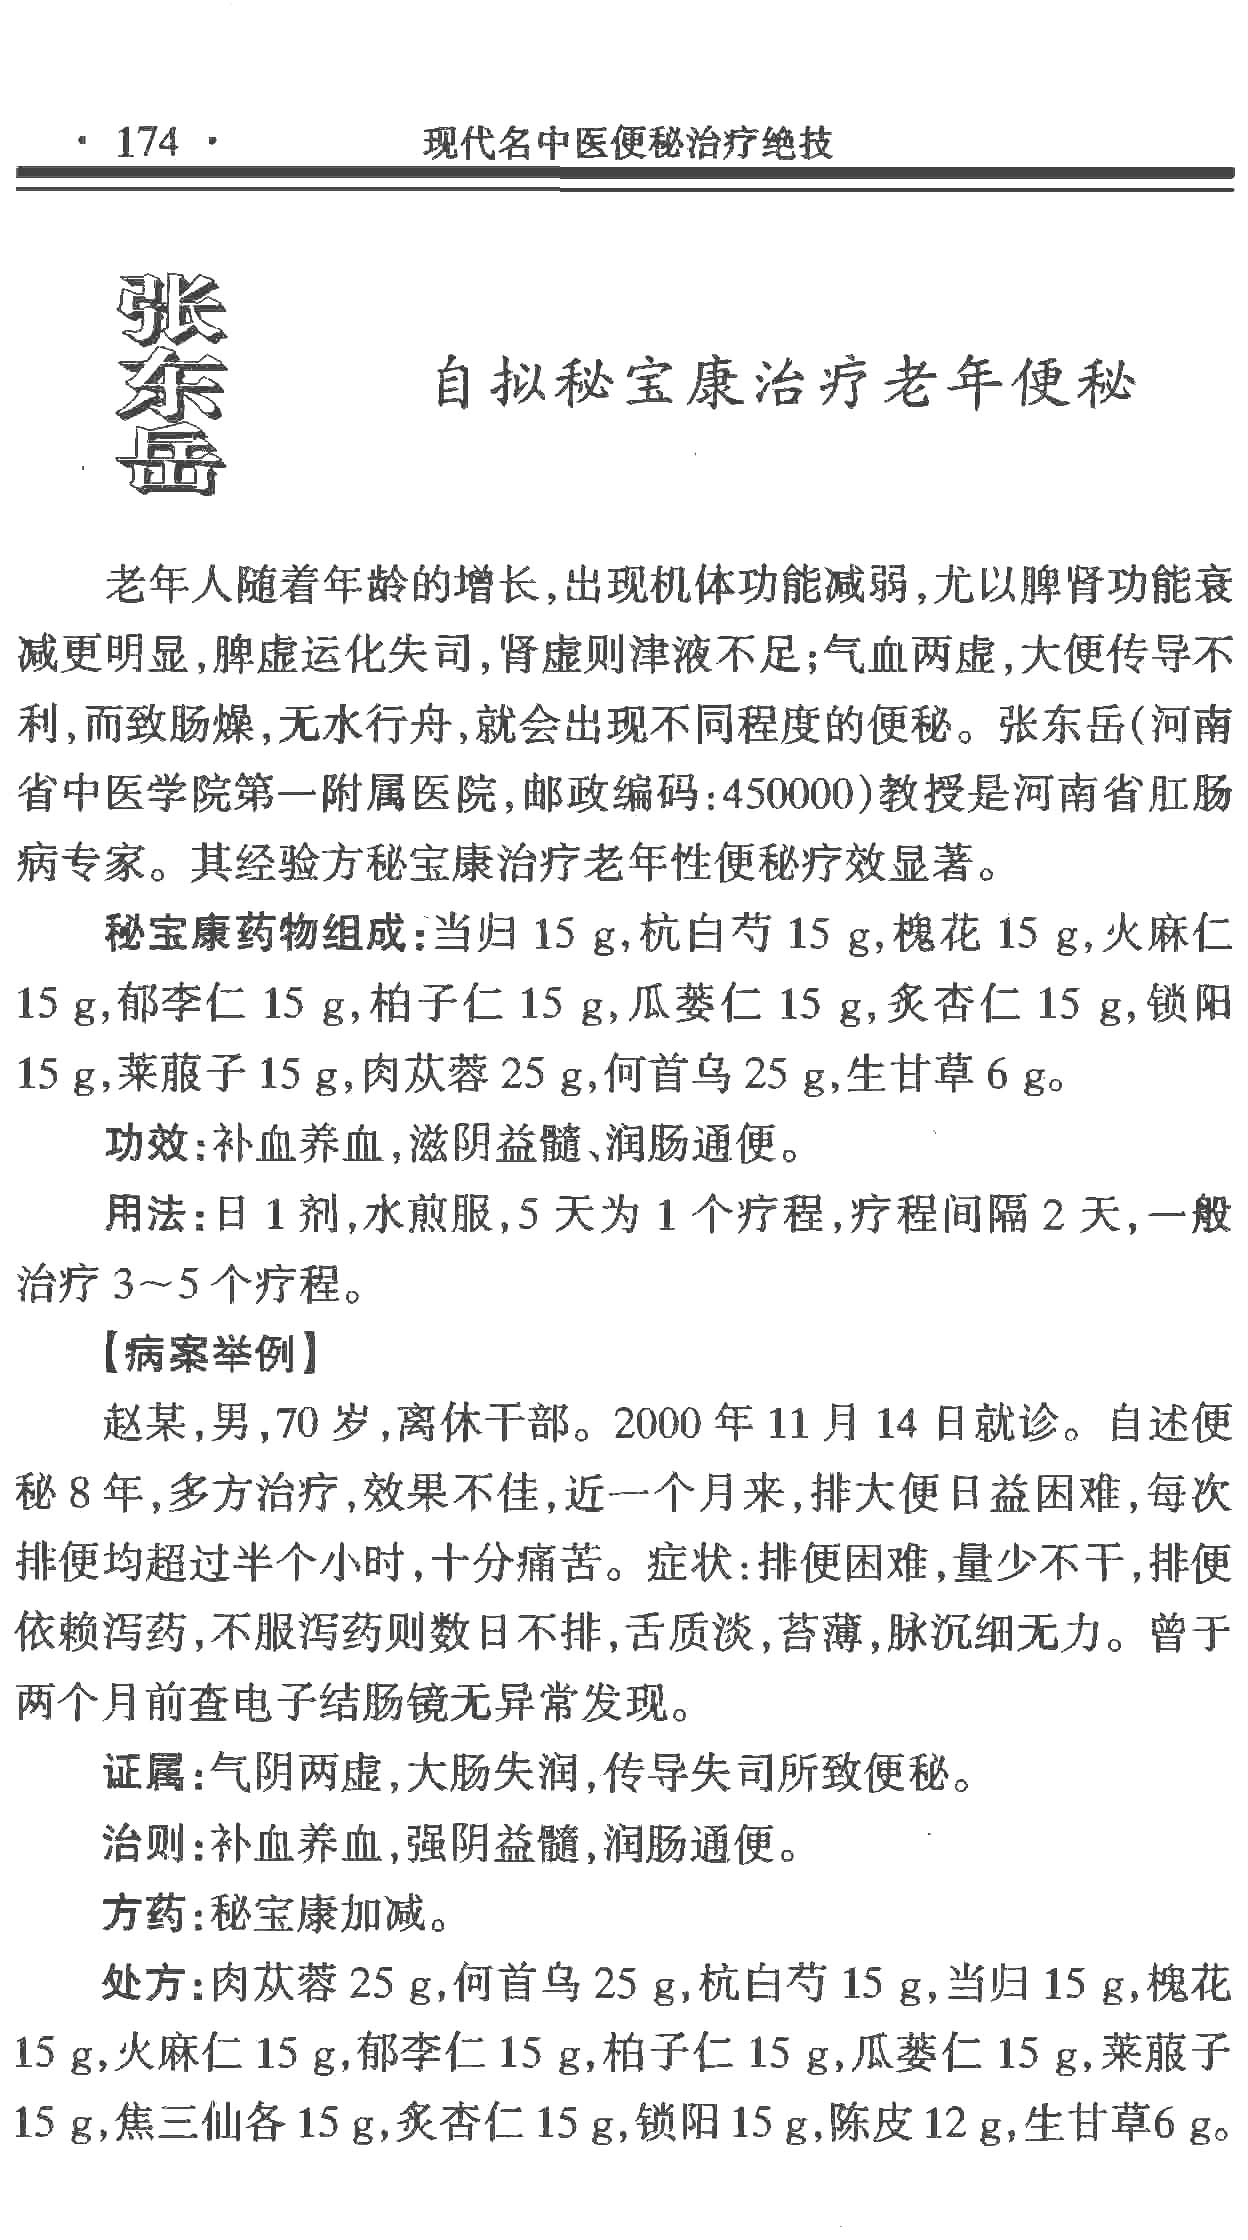 · 174 · 现代名中医便秘治疗绝技
张东岳
自拟秘宝康治疗老年便秘
老年人随着年龄的增长,出现机体功能减弱,尤以脾肾功能衰
减更明显,脾虚运化失司,肾虚则津液不足;气血两虚,大便传导不
利,而致肠燥,无水行舟,就会出现不同程度的便秘。张东岳(河南
省中医学院第一附属医院,邮政编码:450000)教授是河南省肛肠
病专家。其经验方秘宝康治疗老年性便秘疗效显著。
秘宝康药物组成:当归 15 g,杭白芍 15 g,槐花 15 g,火麻仁
15 g,郁李仁 15 g,柏子仁 15 g,瓜蒌仁 15 g,炙杏仁 15 g,锁阳
15 g,莱菔子 15 g,肉苁蓉 25 g,何首乌 25 g,生甘草 6 g。
功效:补血养血,滋阴益髓、润肠通便。
用法:日 1 剂,水煎服,5 天为 1 个疗程,疗程间隔 2 天,一般
治疗 3~5 个疗程。
【病案举例】
赵某,男,70 岁,离休干部。2000 年 11 月 14 日就诊。自述便
秘 8 年,多方治疗,效果不佳,近一个月来,排大便日益困难,每次
排便均超过半个小时,十分痛苦。症状:排便困难,量少不干,排便
依赖泻药,不服泻药则数日不排,舌质淡,苔薄,脉沉细无力。曾于
两个月前查电子结肠镜无异常发现。
证属:气阴两虚,大肠失润,传导失司所致便秘。
治则:补血养血,强阴益髓,润肠通便。
方药:秘宝康加减。
处方:肉苁蓉 25 g,何首乌 25 g,杭白芍 15 g,当归 15 g,槐花
15 g,火麻仁 15 g,郁李仁 15 g,柏子仁 15 g,瓜蒌仁 15 g,莱菔子
15 g,焦三仙各 15 g,炙杏仁 15 g,锁阳 15 g,陈皮 12 g,生甘草6 g。